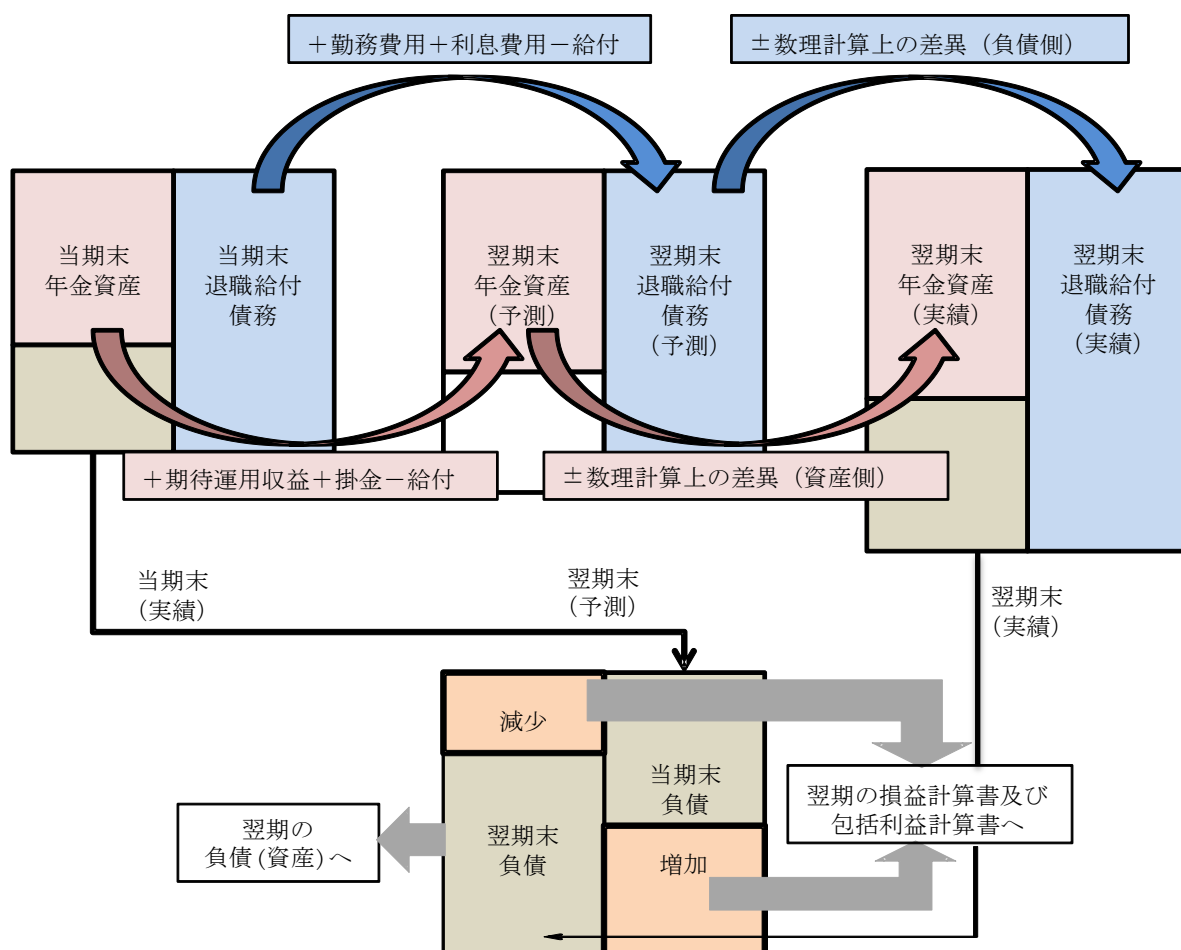 ＋勤務費用＋利息費用－給付
±数理計算上の差異（負債側）
当期末
年金資産
当期末
退職給付
債務
翌期末
年金資産
（予測）
翌期末
退職給付
債務
（予測）
翌期末
年金資産
（実績）
翌期末
退職給付
債務
（実績）
＋期待運用収益＋掛金－給付
±数理計算上の差異（資産側）
当期末
（実績）
翌期末
（予測）
翌期末
（実績）
減少
当期末
負債
翌期の損益計算書及び
包括利益計算書へ
翌期の
負債(資産)へ
翌期末
負債
増加